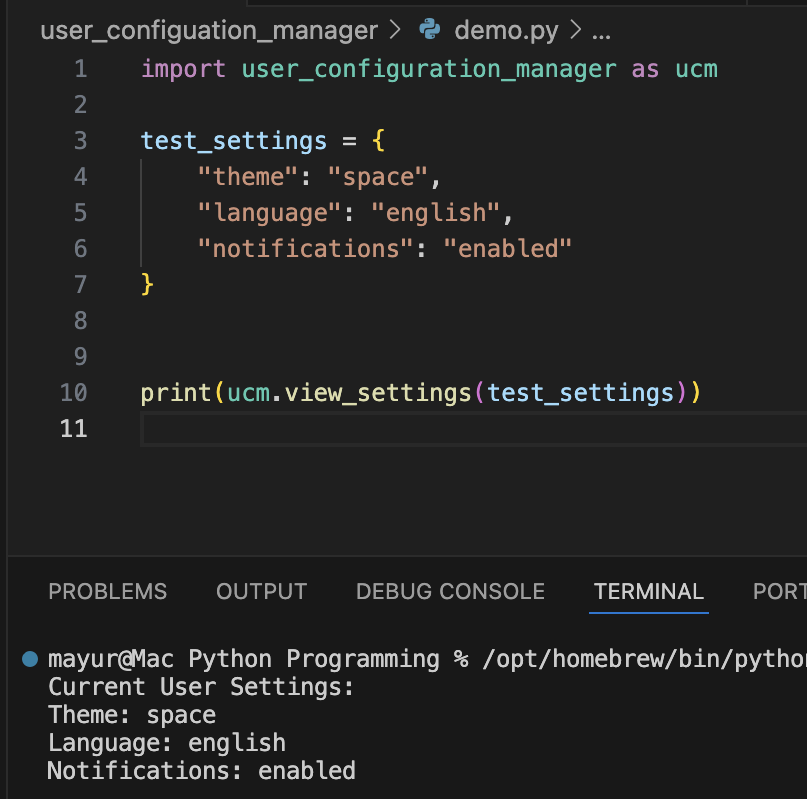 user_configuation_manager > demo.py > ...
1 import user_configuration_manager as ucm
2
3 test_settings = {
4     "theme": "space",
5     "language": "english",
6     "notifications": "enabled"
7 }
8
9
10 print(ucm.view_settings(test_settings))
11
PROBLEMS OUTPUT DEBUG CONSOLE TERMINAL PORT
mayur@Mac Python Programming % /opt/homebrew/bin/pytho
Current User Settings:
Theme: space
Language: english
Notifications: enabled